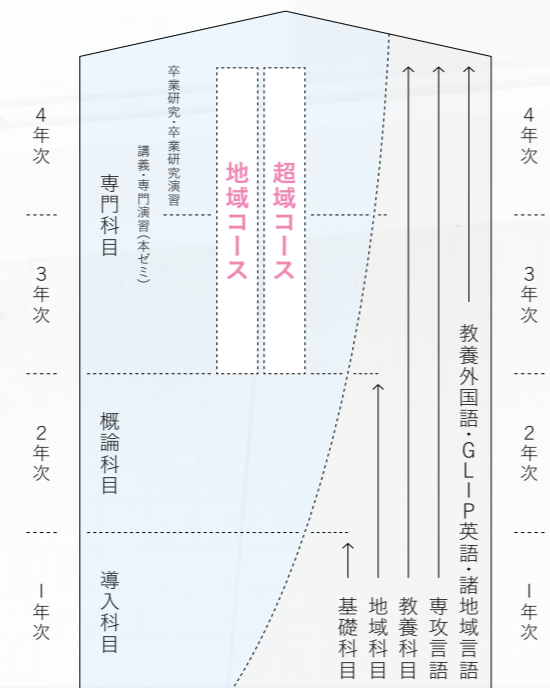 4年次
3年次
2年次
1年次
専門科目
講義・専門演習(本ゼミ)
卒業研究・卒業研究演習
地域コース
超域コース
概論科目
導入科目
基礎科目
地域科目
教養科目
専攻言語
教養外国語・GLIP英語・諸地域言語
4年次
3年次
2年次
1年次